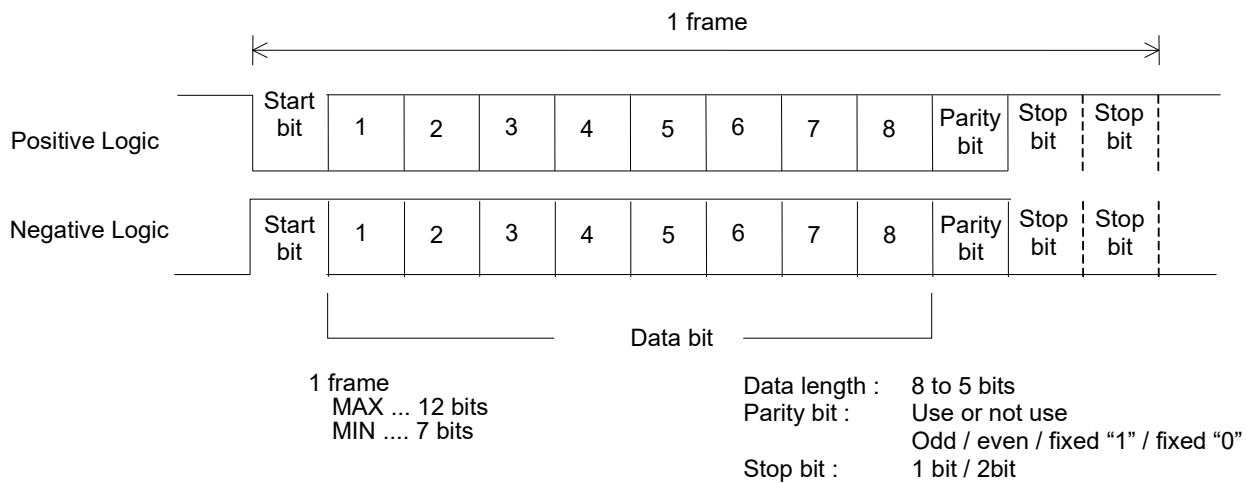 1 frame
Positive Logic
Start bit
1 2 3 4 5 6 7 8
Parity bit
Stop bit
Stop bit
Negative Logic
Start bit
1 2 3 4 5 6 7 8
Parity bit
Stop bit
Stop bit
Data bit
1 frame
MAX ... 12 bits
MIN .... 7 bits
Data length : 8 to 5 bits
Parity bit : Use or not use
Odd / even / fixed “1” / fixed “0”
Stop bit : 1 bit / 2bit